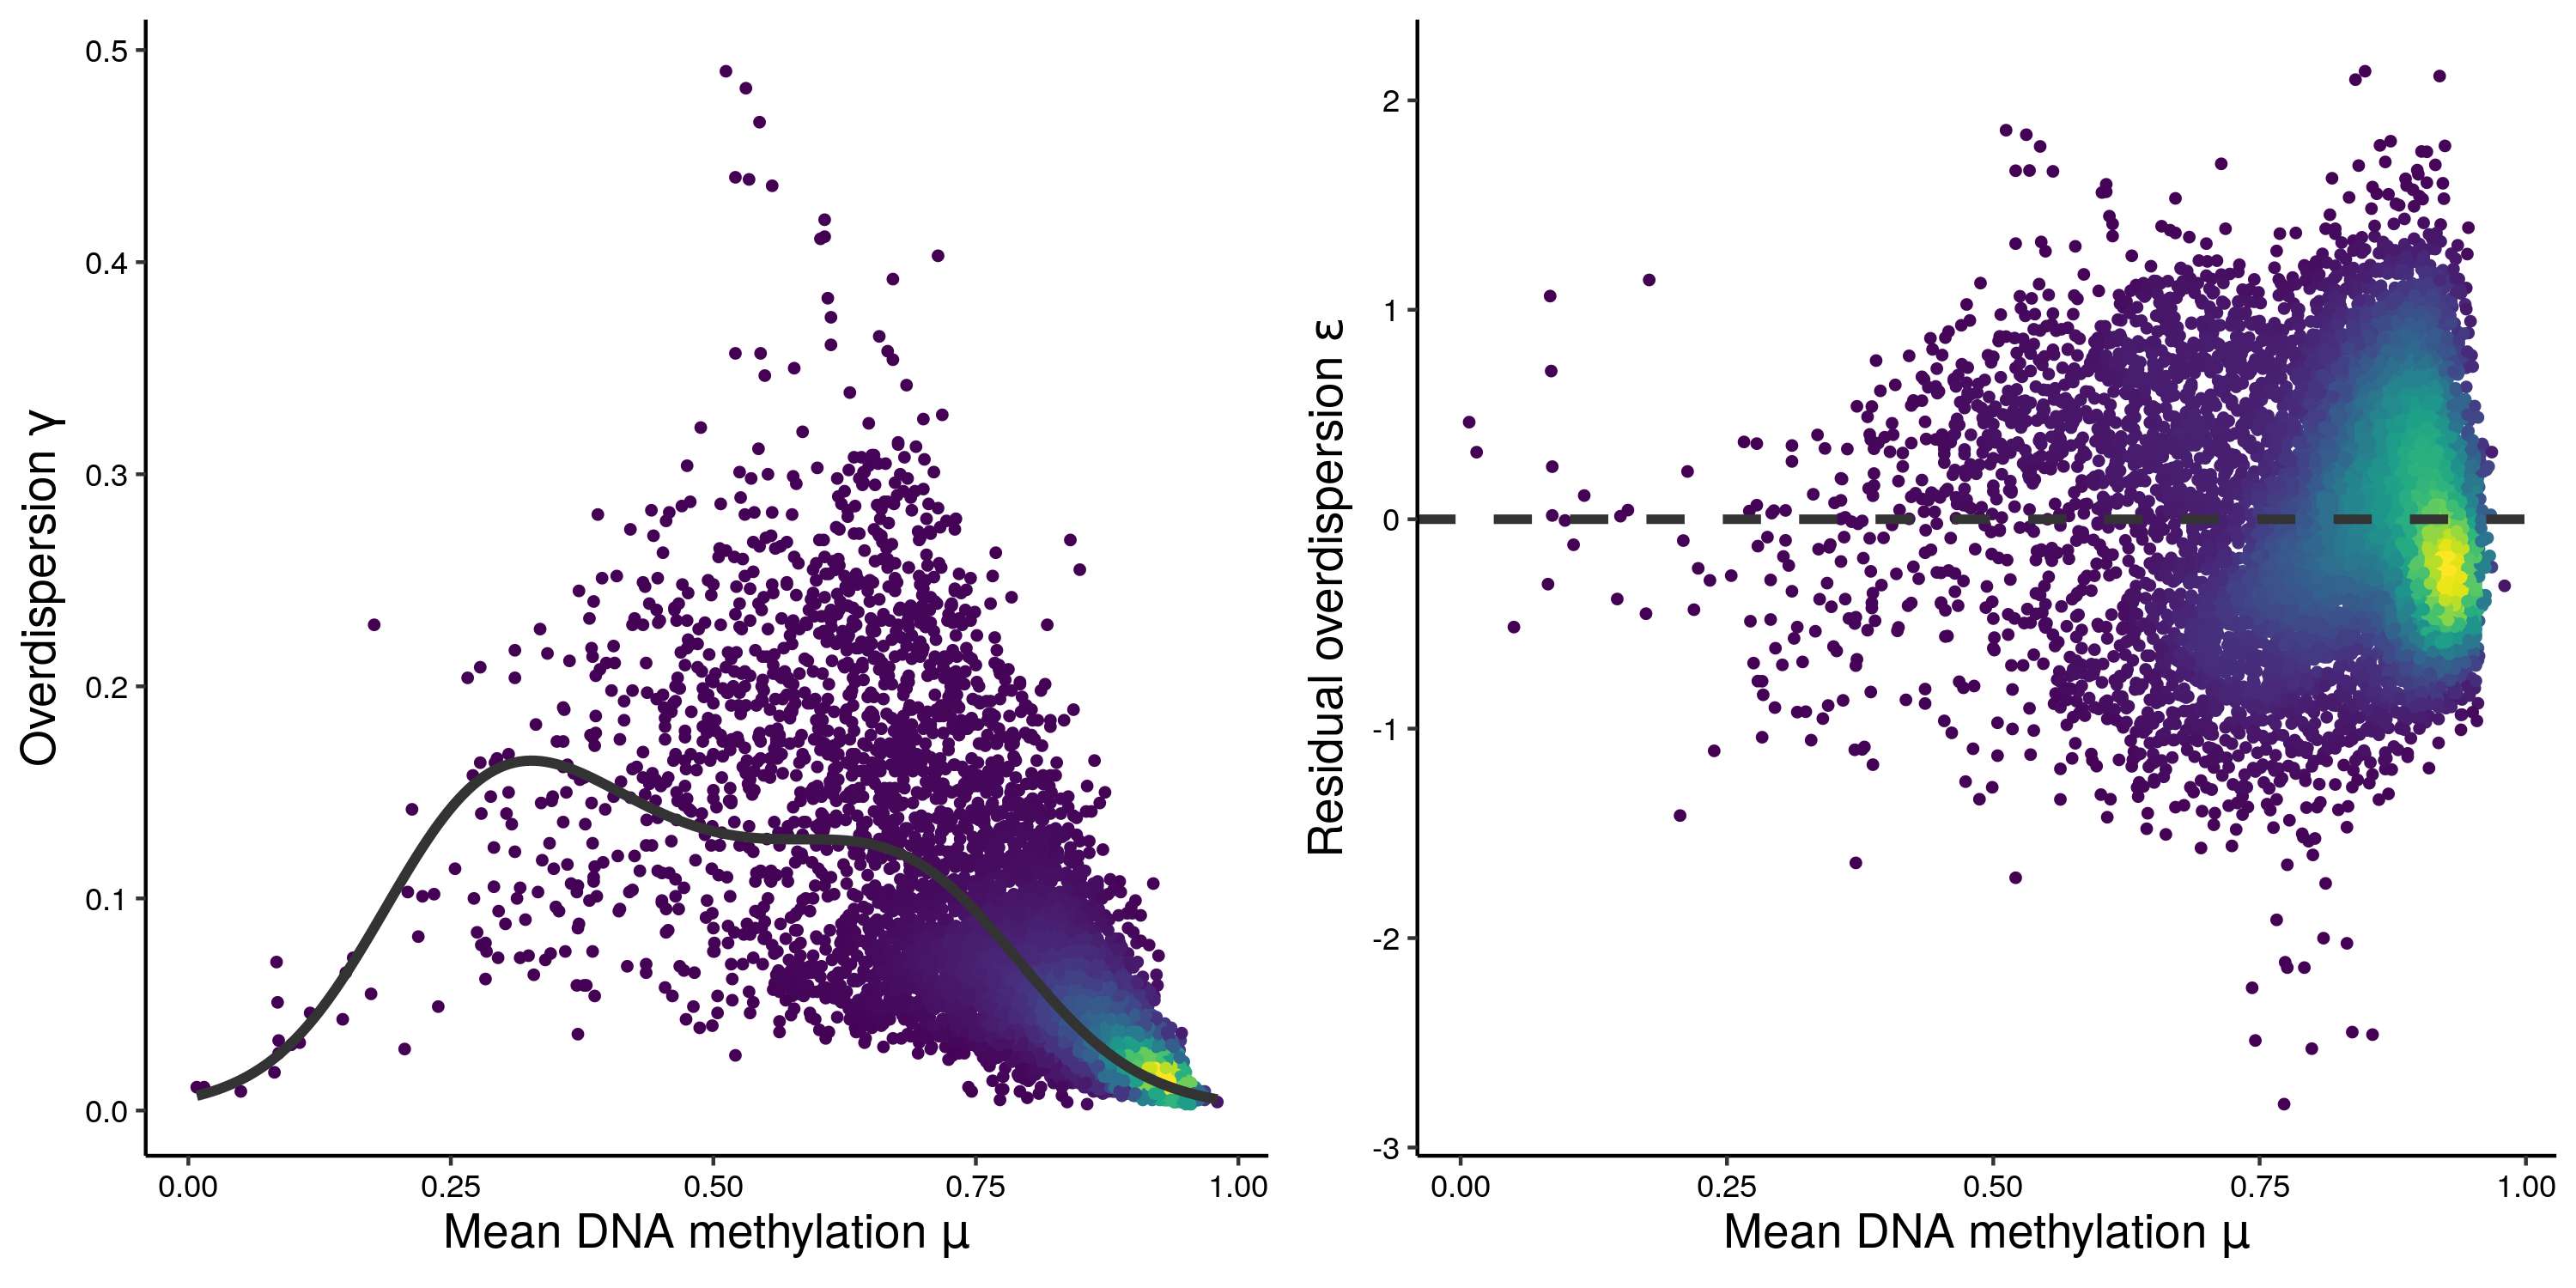 Overdispersion γ
0.5
0.4
0.3
0.2
0.1
0.0
0.00 0.25 0.50 0.75 1.00
Mean DNA methylation μ
Residual overdispersion ε
2
1
0
-1
-2
-3
0.00 0.25 0.50 0.75 1.00
Mean DNA methylation μ